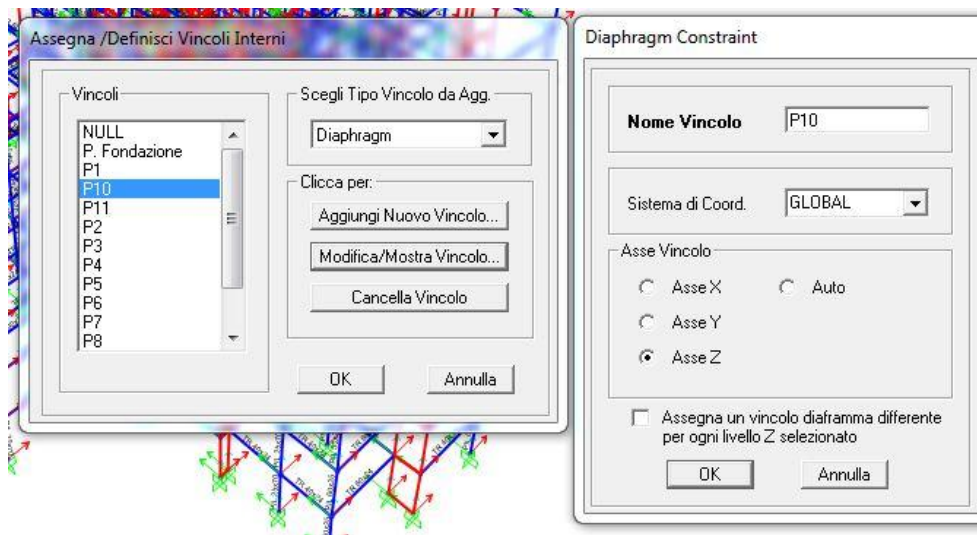 Assegna /Definisci Vincoli Interni
Vincoli
NULL
P. Fondazione
P1
P10
P11
P2
P3
P4
P5
P6
P7
P8
Scegli Tipo Vincolo da Agg.
Diaphragm
Clicca per:
Aggiungi Nuovo Vincolo...
Modifica/Mostra Vincolo...
Cancella Vincolo
OK
Annulla
Diaphragm Constraint
Nome Vincolo
P10
Sistema di Coord.
GLOBAL
Asse Vincolo
Asse X
Auto
Asse Y
Asse Z
Assegna un vincolo diaframma differente
per ogni livello Z selezionato
OK
Annulla